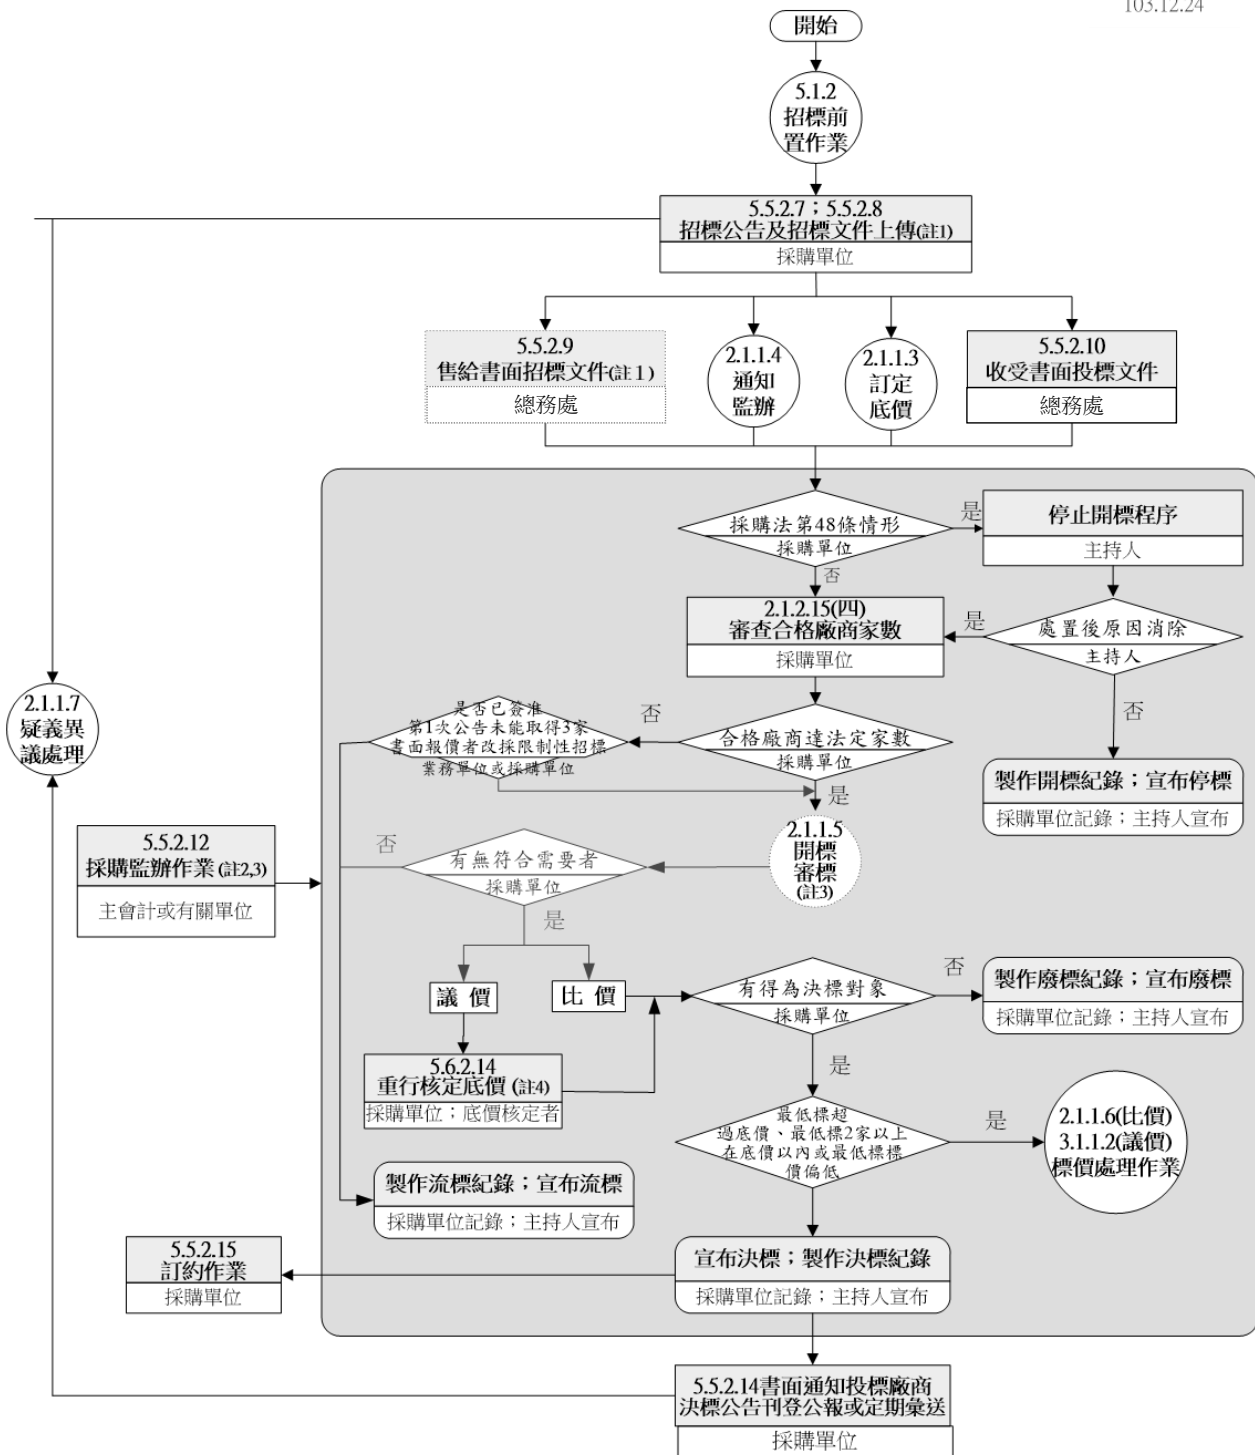 103.12.24
開始
5.1.2
招標前
置作業
5.5.2.7；5.5.2.8
招標公告及招標文件上傳(註1)
採購單位
5.5.2.9
售給書面招標文件(註1)
總務處
2.1.1.4
通知
監辦
2.1.1.3
訂定
底價
5.5.2.10
收受書面投標文件
總務處
採購法第48條情形
採購單位
是
停止開標程序
主持人
否
2.1.2.15(四)
審查合格廠商家數
採購單位
是
處置後原因消除
主持人
2.1.1.7
疑義異
議處理
是否已簽准
第1次公告未能取得3家
書面報價者改採限制性招標
業務單位或採購單位
否
合格廠商達法定家數
採購單位
否
製作開標紀錄；宣布停標
採購單位記錄；主持人宣布
是
5.5.2.12
採購監辦作業(註2,3)
主會計或有關單位
否
有無符合需要者
採購單位
2.1.1.5
開標
審標
(註3)
是
議價
比價
有得為決標對象
採購單位
否
製作廢標紀錄；宣布廢標
採購單位記錄；主持人宣布
5.6.2.14
重行核定底價(註4)
採購單位；底價核定者
是
最低標超
過底價、最低標2家以上
在底價以內或最低標標
價偏低
是
2.1.1.6(比價)
3.1.1.2(議價)
標價處理作業
製作流標紀錄；宣布流標
採購單位記錄；主持人宣布
5.5.2.15
訂約作業
採購單位
宣布決標；製作決標紀錄
採購單位記錄；主持人宣布
5.5.2.14書面通知投標廠商
決標公告刊登公報或定期彙送
採購單位